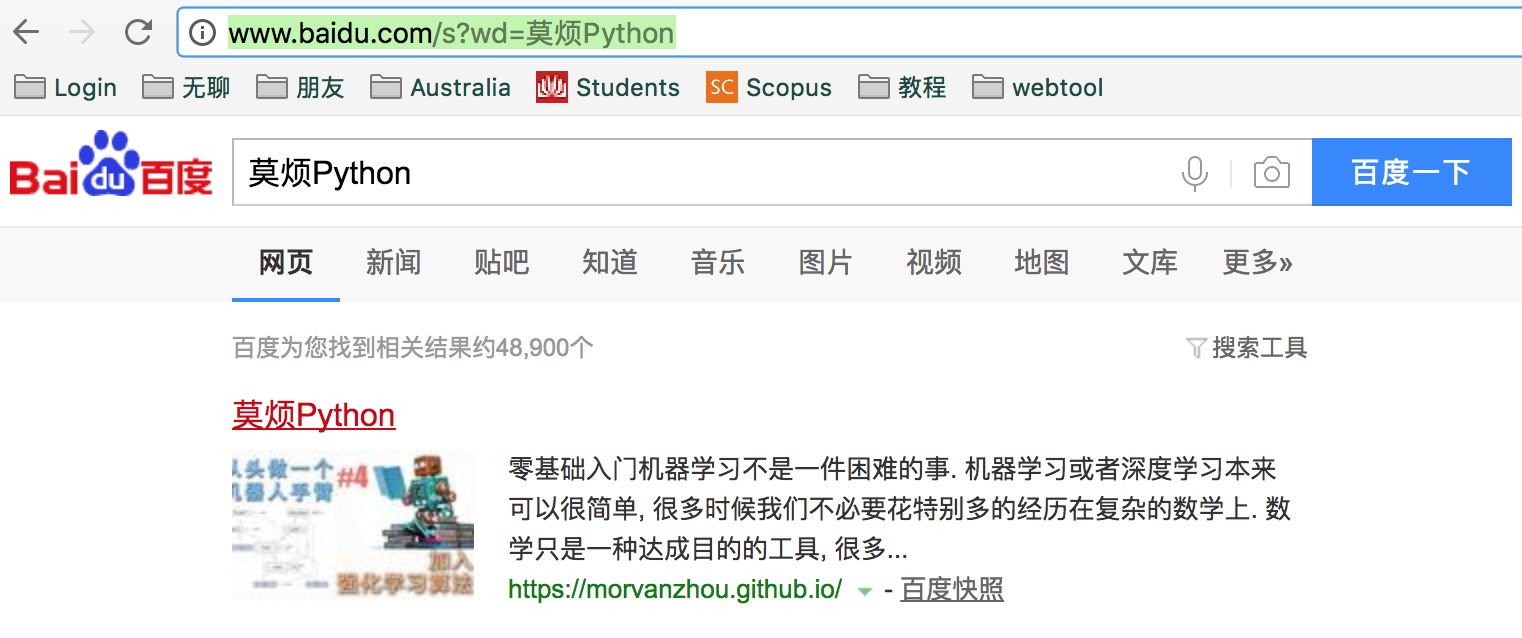 www.baidu.com/s?wd=莫烦Python
Login 无聊 朋友 Australia Students SC Scopus 教程 webtool
Bai du 百度 莫烦Python 百度一下
网页 新闻 贴吧 知道 音乐 图片 视频 地图 文库 更多»
百度为您找到相关结果约48,900个 搜索工具
莫烦Python
从头做一个 #4
机器人手臂
加入
强化学习算法
零基础入门机器学习不是一件困难的事. 机器学习或者深度学习本来
可以很简单, 很多时候我们不必要花特别多的经历在复杂的数学上. 数
学只是一种达成目的的工具, 很多...
https://morvanzhou.github.io/ - 百度快照